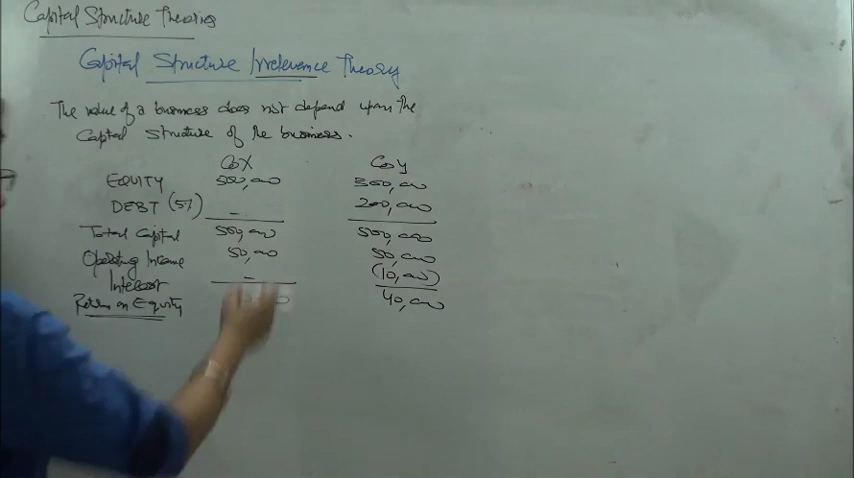 Capital Structure Theories
Capital Structure Irrelevance Theory
The value of a business does not depend upon the
Capital Structure of the business.
CoX CoY
EQUITY 500,000 300,000
DEBT (5%) - 200,000
Total Capital 500,000 500,000
Operating Income 50,000 50,000
Interest - (10,000)
Return on Equity 40,000